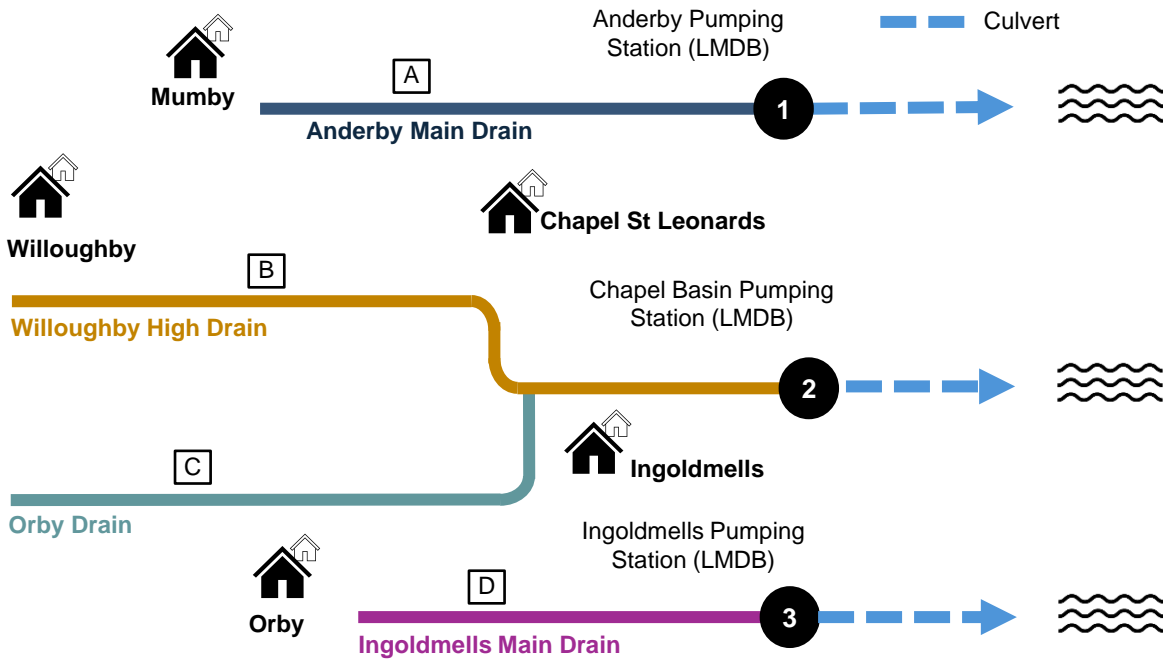 Anderby Pumping
Station (LMDB)
Culvert
A
1
Mumby
Anderby Main Drain
Chapel St Leonards
Willoughby
B
Chapel Basin Pumping
Station (LMDB)
Willoughby High Drain
2
C
Ingoldmells
Orby Drain
Ingoldmells Pumping
Station (LMDB)
D
Orby
3
Ingoldmells Main Drain